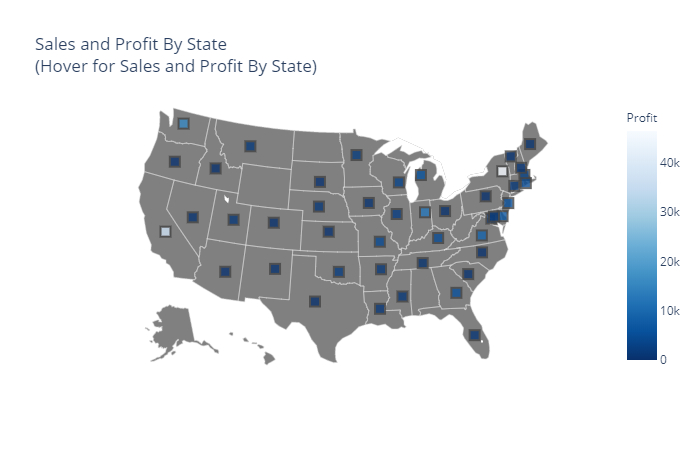 Sales and Profit By State
(Hover for Sales and Profit By State)
Profit
40k
30k
20k
10k
0